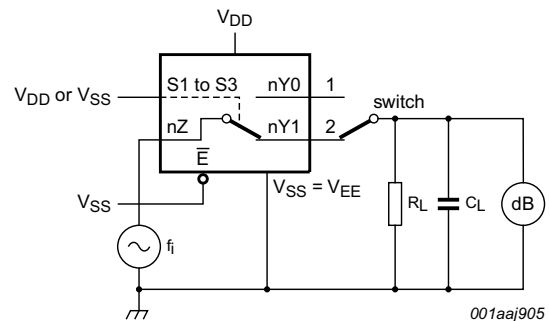 VDD
S1 to S3
nY0
1
VDD or VSS
switch
nZ
nY1
2
E
VSS = VEE
VSS
RL
CL
dB
fi
001aaj905